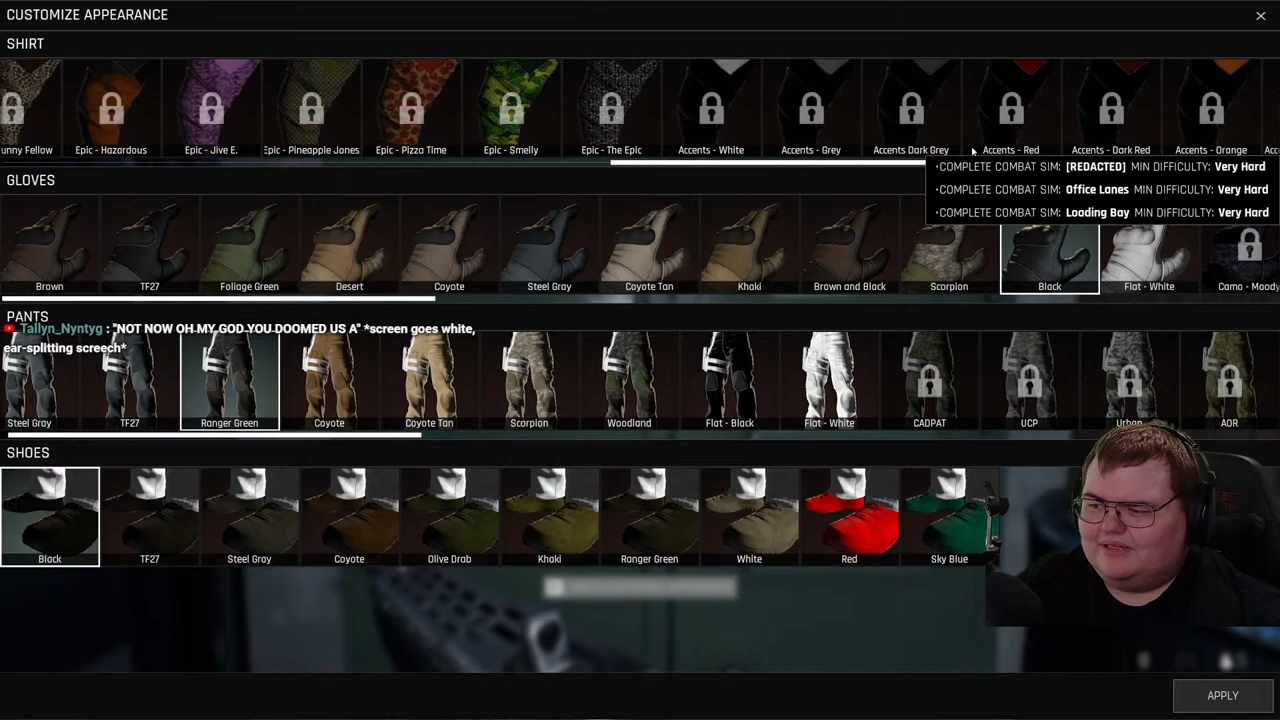 CUSTOMIZE APPEARANCE
SHIRT
unny Fellow
Epic - Hazardous
Epic - Jive E.
Epic - Pineapple Jones
Epic - Pizza Time
Epic - Smelly
Epic - The Epic
Accents - White
Accents - Grey
Accents Dark Grey
Accents - Red
Accents - Dark Red
Accents - Orange
Acc
•COMPLETE COMBAT SIM: [REDACTED] MIN DIFFICULTY: Very Hard
•COMPLETE COMBAT SIM: Office Lanes MIN DIFFICULTY: Very Hard
•COMPLETE COMBAT SIM: Loading Bay MIN DIFFICULTY: Very Hard
GLOVES
Brown
TF27
Foliage Green
Desert
Coyote
Steel Gray
Coyote Tan
Khaki
Brown and Black
Scorpion
Black
Flat - White
Camo - Moody
PANTS
Tallyn_Nyntyg : "NOT NOW OH MY GOD YOU DOOMED US A" *screen goes white,
ear-splitting screech*
Steel Gray
TF27
Ranger Green
Coyote
Coyote Tan
Scorpion
Woodland
Flat - Black
Flat - White
CADPAT
UCP
Urban
AOR
SHOES
Black
TF27
Steel Gray
Coyote
Olive Drab
Khaki
Ranger Green
White
Red
Sky Blue
APPLY